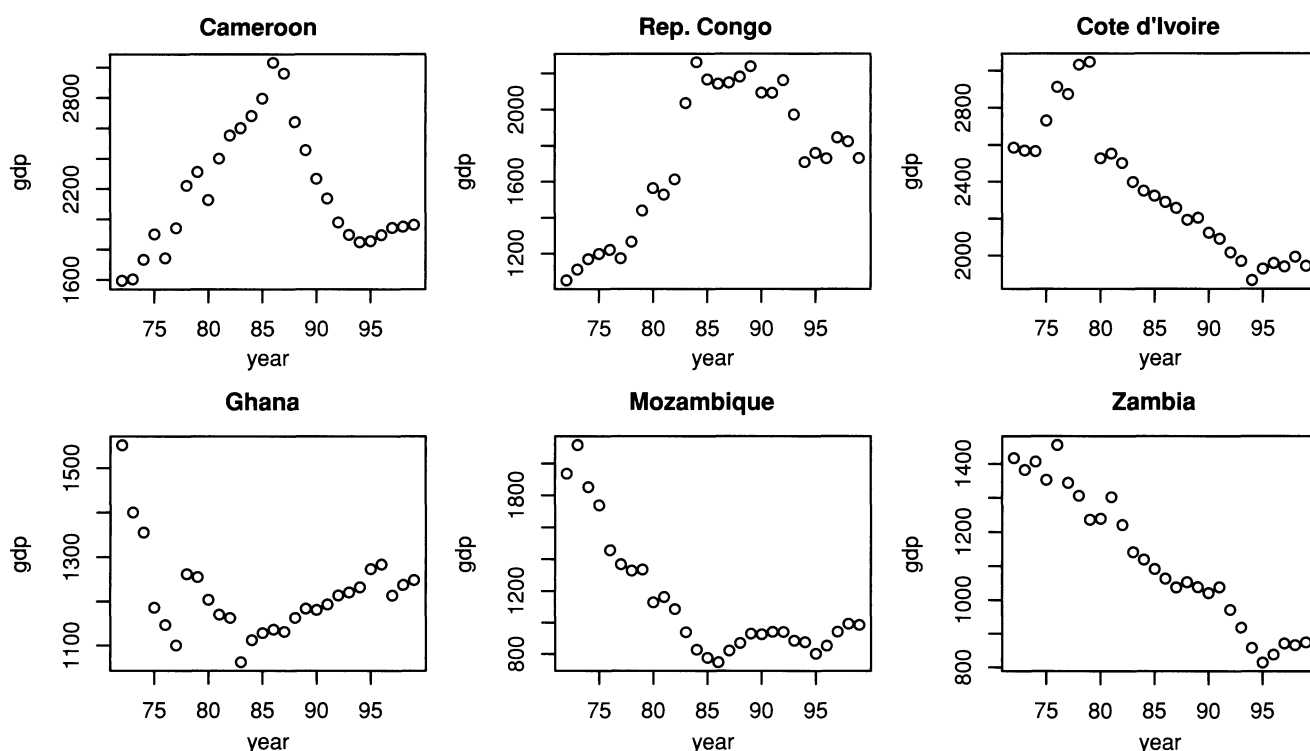 Cameroon
gdp
2800
2200
1600
75 80 85 90 95
year
Rep. Congo
gdp
2000
1600
1200
75 80 85 90 95
year
Cote d'Ivoire
gdp
2800
2400
2000
75 80 85 90 95
year
Ghana
gdp
1500
1300
1100
75 80 85 90 95
year
Mozambique
gdp
1800
1200
800
75 80 85 90 95
year
Zambia
gdp
1400
1200
1000
800
75 80 85 90 95
year